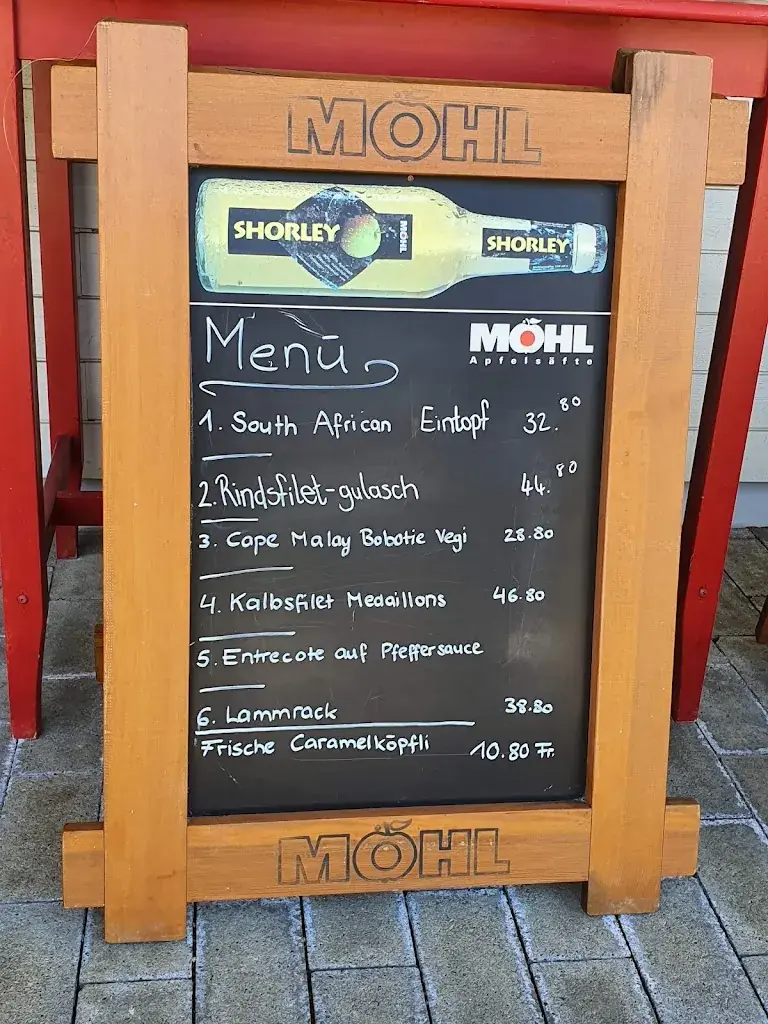 MÖHL
SHORLEY MÖHL SHORLEY
Menü
MÖHL
Apfelsäfte
1. South African Eintopf 32.80
2. Rindsfilet-gulasch 44.80
3. Cape Malay Bobotie Vegi 28.80
4. Kalbsfilet Medaillons 46.80
5. Entrecote auf Pfeffersauce
6. Lammrack 38.80
Frische Caramelköpfli 10.80 Fr.
MÖHL